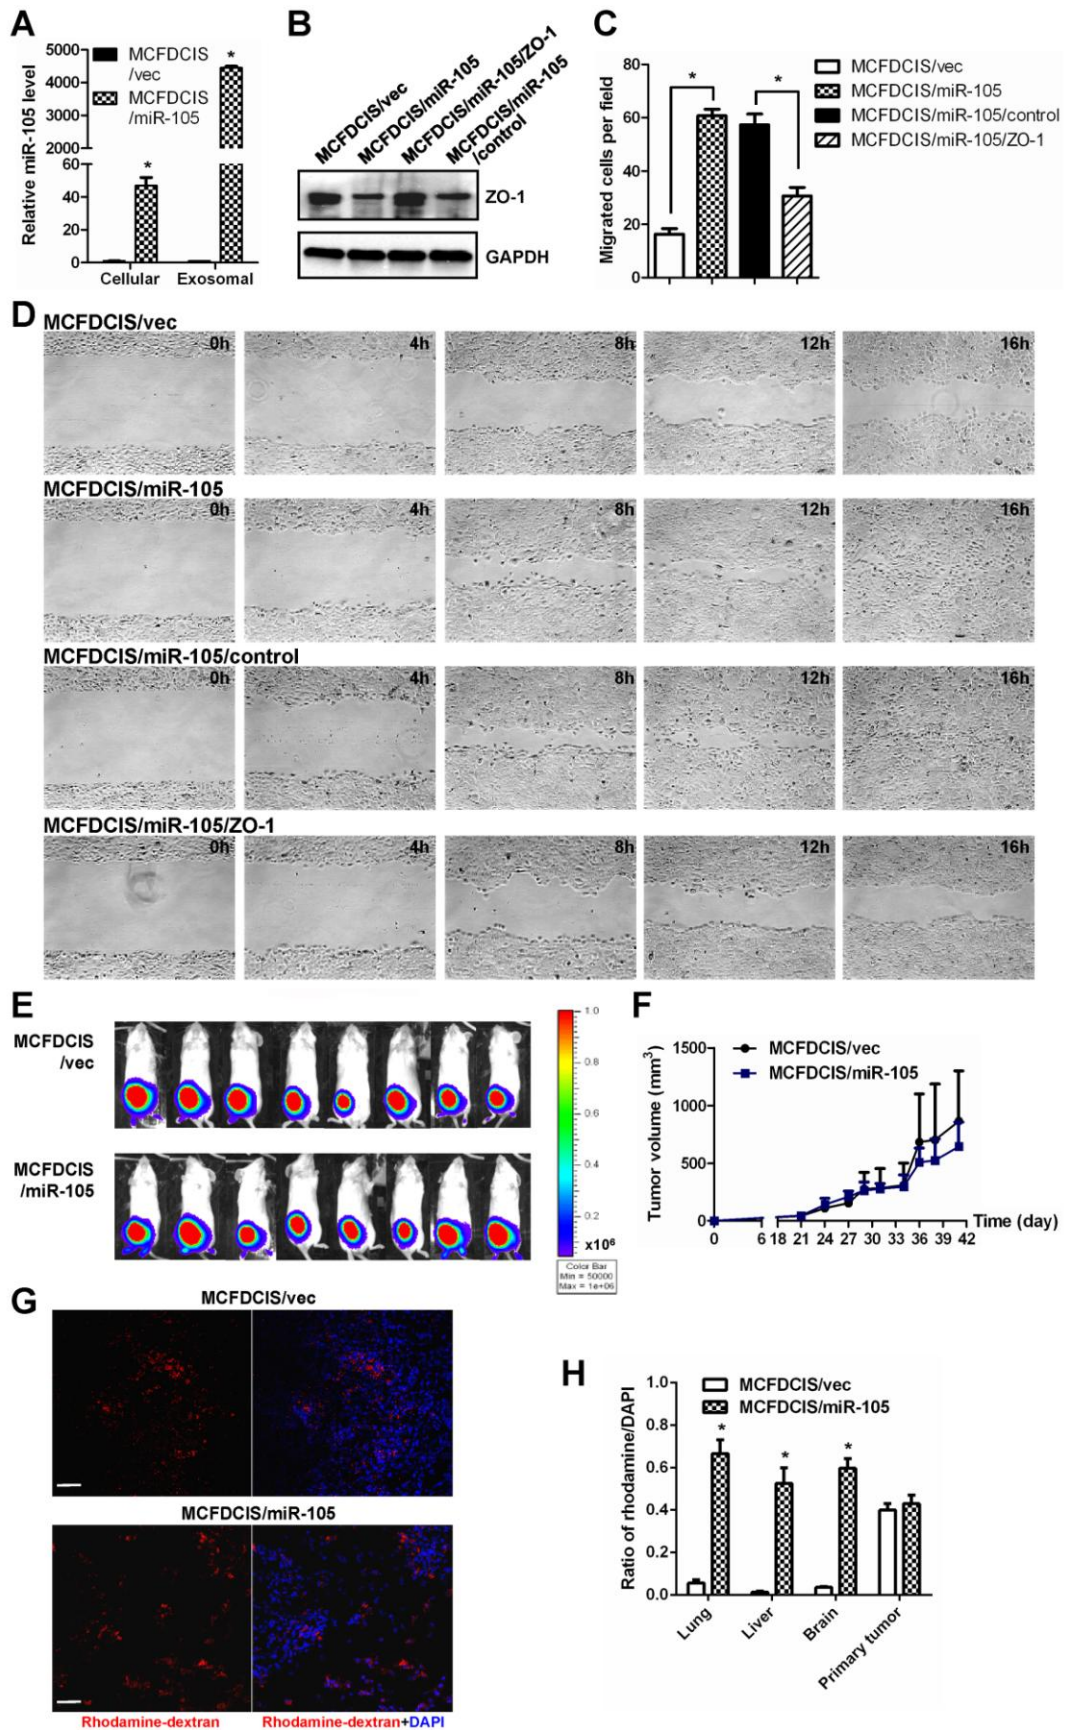 A
Relative miR-105 level
5000
4000
3000
2000
60
40
20
0
MCFDCIS
/vec
MCFDCIS
/miR-105
*
*
Cellular
Exosomal
B
MCFDCIS/vec
MCFDCIS/miR-105
MCFDCIS/miR-105/ZO-1
MCFDCIS/miR-105
/control
ZO-1
GAPDH
C
Migrated cells per field
80
60
40
20
0
*
*
MCFDCIS/vec
MCFDCIS/miR-105
MCFDCIS/miR-105/control
MCFDCIS/miR-105/ZO-1
D
MCFDCIS/vec
0h
4h
8h
12h
16h
MCFDCIS/miR-105
0h
4h
8h
12h
16h
MCFDCIS/miR-105/control
0h
4h
8h
12h
16h
MCFDCIS/miR-105/ZO-1
0h
4h
8h
12h
16h
E
MCFDCIS
/vec
MCFDCIS
/miR-105
1.0
0.8
0.6
0.4
0.2
x10⁶
Color Bar
Min = 50000
Max = 1e+06
F
Tumor volume (mm³)
1500
1000
500
0
MCFDCIS/vec
MCFDCIS/miR-105
0 6 18 21 24 27 30 33 36 39 42
Time (day)
G
MCFDCIS/vec
MCFDCIS/miR-105
Rhodamine-dextran
Rhodamine-dextran+DAPI
H
Ratio of rhodamine/DAPI
1.0
0.8
0.6
0.4
0.2
0.0
MCFDCIS/vec
MCFDCIS/miR-105
*
*
*
Lung
Liver
Brain
Primary tumor